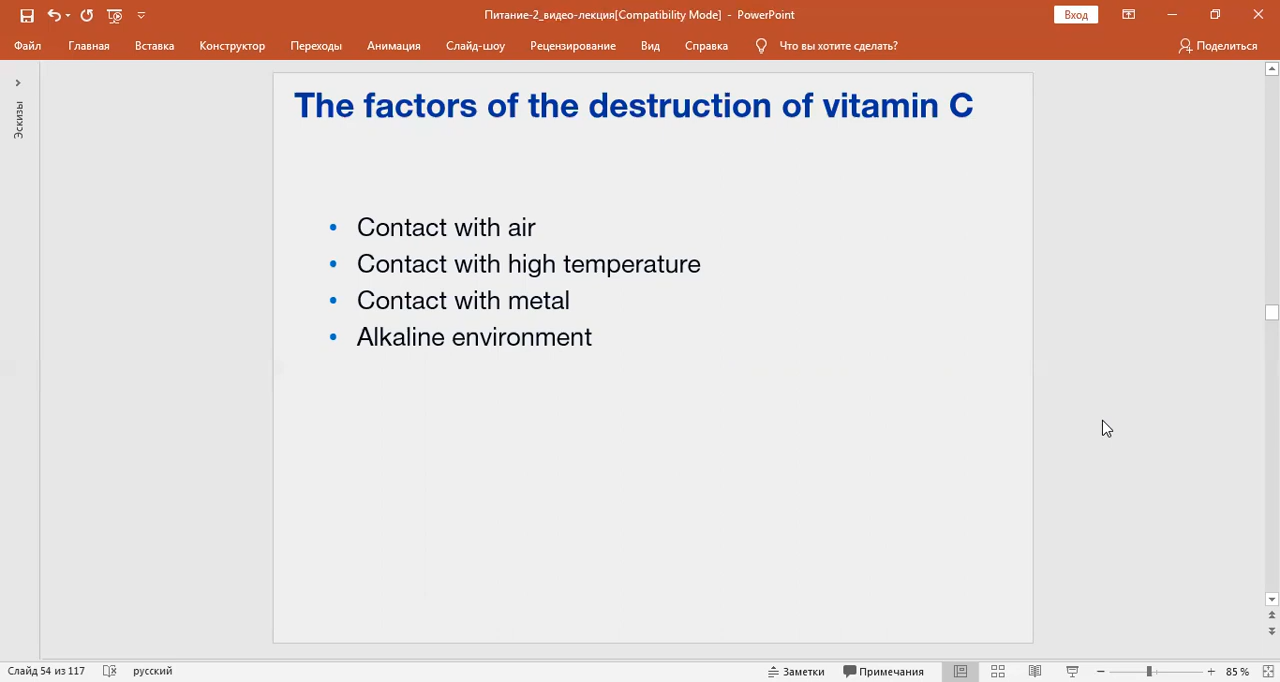 Питание-2_видео-лекция[Compatibility Mode] - PowerPoint
Вход
Файл Главная Вставка Конструктор Переходы Анимация Слайд-шоу Рецензирование Вид Справка Что вы хотите сделать? Поделиться
Эскизы
The factors of the destruction of vitamin C
• Contact with air
• Contact with high temperature
• Contact with metal
• Alkaline environment
Слайд 54 из 117 русский Заметки Примечания 85 %